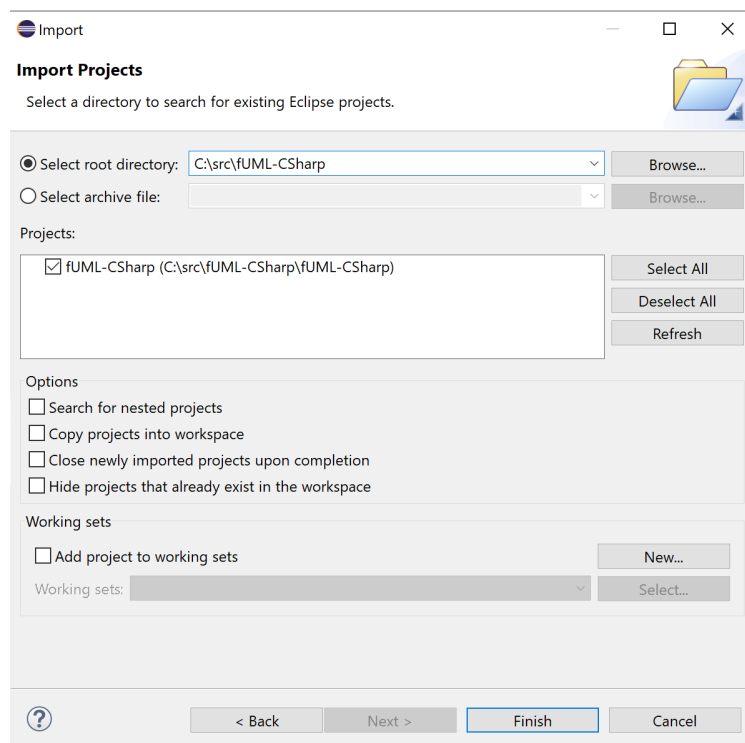 Import
Import Projects
Select a directory to search for existing Eclipse projects.
Select root directory: C:\src\fUML-CSharp Browse...
Select archive file: Browse...
Projects:
fUML-CSharp (C:\src\fUML-CSharp\fUML-CSharp) Select All
Deselect All
Refresh
Options
Search for nested projects
Copy projects into workspace
Close newly imported projects upon completion
Hide projects that already exist in the workspace
Working sets
Add project to working sets New...
Working sets: Select...
? < Back Next > Finish Cancel